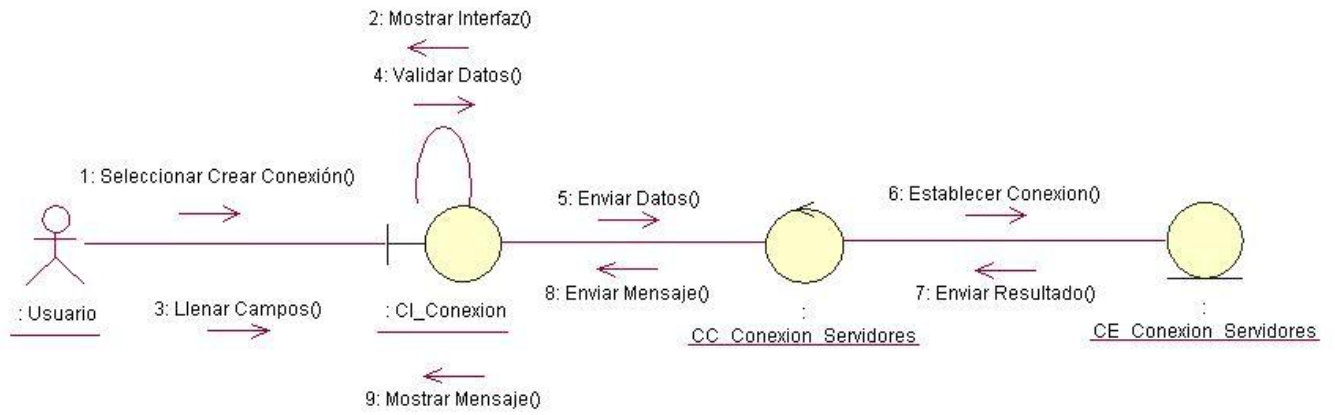 2: Mostrar Interfaz()
4: Validar Datos()
1: Seleccionar Crear Conexión()
5: Enviar Datos()
6: Establecer Conexion()
: Usuario
3: Llenar Campos()
: CI_Conexion
8: Enviar Mensaje()
:
CC_Conexion_Servidores
7: Enviar Resultado()
:
CE_Conexion_Servidores
9: Mostrar Mensaje()